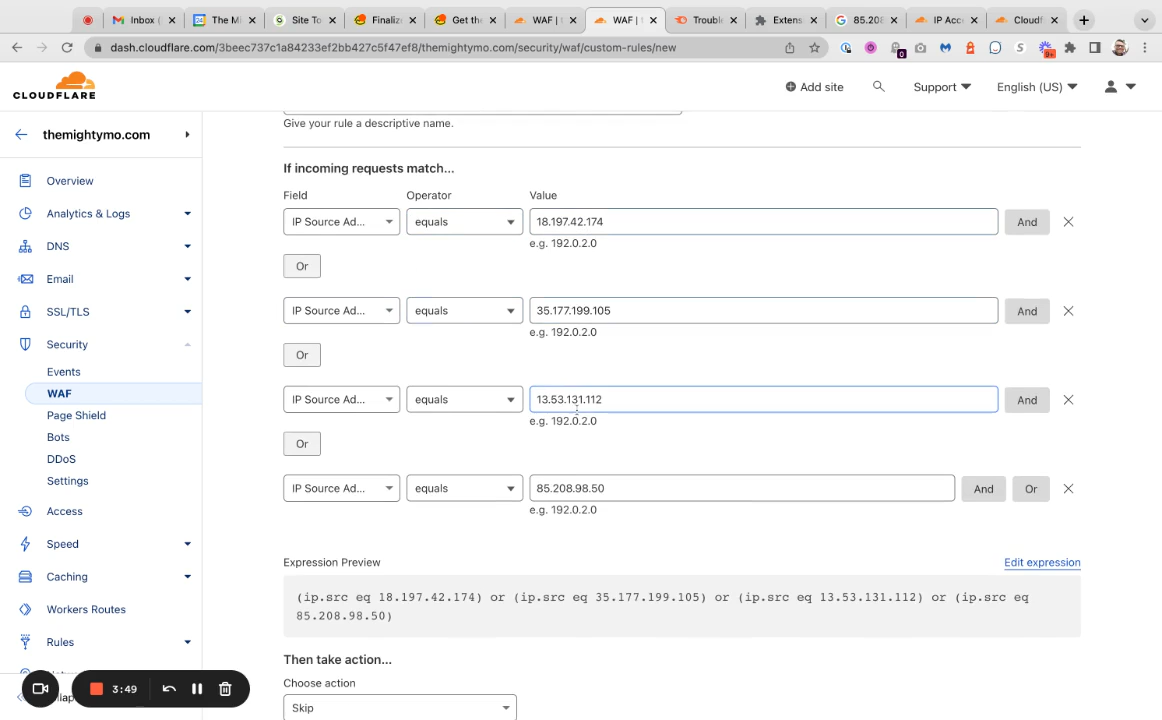 Inbox (
The Mi
Site To
Finaliz
Get the
WAF |
WAF |
Trouble
Extens
85.208
IP Acc
Cloudf
dash.cloudflare.com/3beec737c1a84233ef2bb427c5f47ef8/themightymo.com/security/waf/custom-rules/new
0
9+
CLOUDFLARE
Add site
Support
English (US)
themightymo.com
Overview
Analytics & Logs
DNS
Email
SSL/TLS
Security
Events
WAF
Page Shield
Bots
DDoS
Settings
Access
Speed
Caching
Workers Routes
Rules
3:49
Give your rule a descriptive name.
If incoming requests match...
Field Operator Value
IP Source Ad... equals 18.197.42.174 And
e.g. 192.0.2.0
Or
IP Source Ad... equals 35.177.199.105 And
e.g. 192.0.2.0
Or
IP Source Ad... equals 13.53.131.112 And
e.g. 192.0.2.0
Or
IP Source Ad... equals 85.208.98.50 And Or
e.g. 192.0.2.0
Expression Preview Edit expression
(ip.src eq 18.197.42.174) or (ip.src eq 35.177.199.105) or (ip.src eq 13.53.131.112) or (ip.src eq
85.208.98.50)
Then take action...
Choose action
Skip